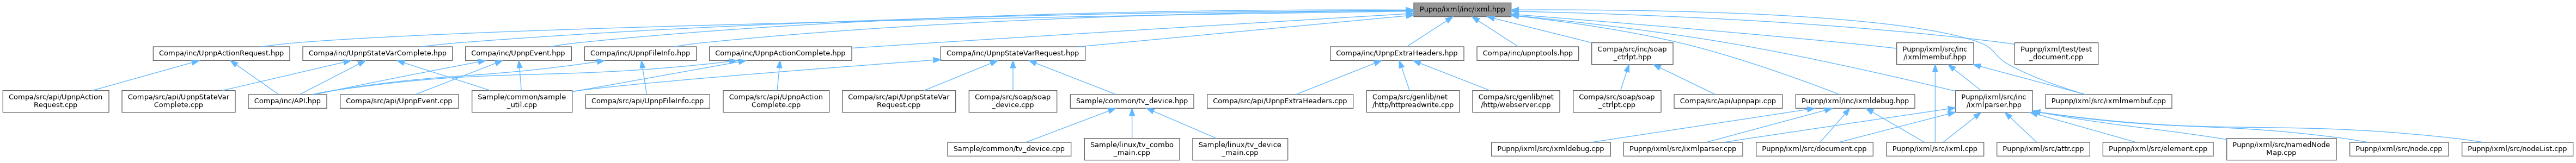 Pupnp/ixml/inc/ixml.hpp
Compa/inc/UpnpActionRequest.hpp
Compa/inc/UpnpStateVarComplete.hpp
Compa/inc/UpnpEvent.hpp
Compa/inc/UpnpFileInfo.hpp
Compa/inc/UpnpActionComplete.hpp
Compa/inc/UpnpStateVarRequest.hpp
Compa/inc/UpnpExtraHeaders.hpp
Compa/inc/upnptools.hpp
Compa/src/inc/soap
_ctrlpt.hpp
Pupnp/ixml/src/inc
/ixmlmembuf.hpp
Pupnp/ixml/test/test
_document.cpp
Compa/src/api/UpnpAction
Request.cpp
Compa/src/api/UpnpStateVar
Complete.cpp
Compa/inc/API.hpp
Compa/src/api/UpnpEvent.cpp
Sample/common/sample
_util.cpp
Compa/src/api/UpnpFileInfo.cpp
Compa/src/api/UpnpAction
Complete.cpp
Compa/src/api/UpnpStateVar
Request.cpp
Compa/src/soap/soap
_device.cpp
Sample/common/tv_device.hpp
Compa/src/api/UpnpExtraHeaders.cpp
Compa/src/genlib/net
/http/httpreadwrite.cpp
Compa/src/genlib/net
/http/webserver.cpp
Compa/src/soap/soap
_ctrlpt.cpp
Compa/src/api/upnpapi.cpp
Pupnp/ixml/inc/ixmldebug.hpp
Pupnp/ixml/src/inc
/ixmlparser.hpp
Pupnp/ixml/src/ixmlmembuf.cpp
Sample/common/tv_device.cpp
Sample/linux/tv_combo
_main.cpp
Sample/linux/tv_device
_main.cpp
Pupnp/ixml/src/ixmldebug.cpp
Pupnp/ixml/src/ixmlparser.cpp
Pupnp/ixml/src/document.cpp
Pupnp/ixml/src/ixml.cpp
Pupnp/ixml/src/attr.cpp
Pupnp/ixml/src/element.cpp
Pupnp/ixml/src/namedNode
Map.cpp
Pupnp/ixml/src/node.cpp
Pupnp/ixml/src/nodeList.cpp